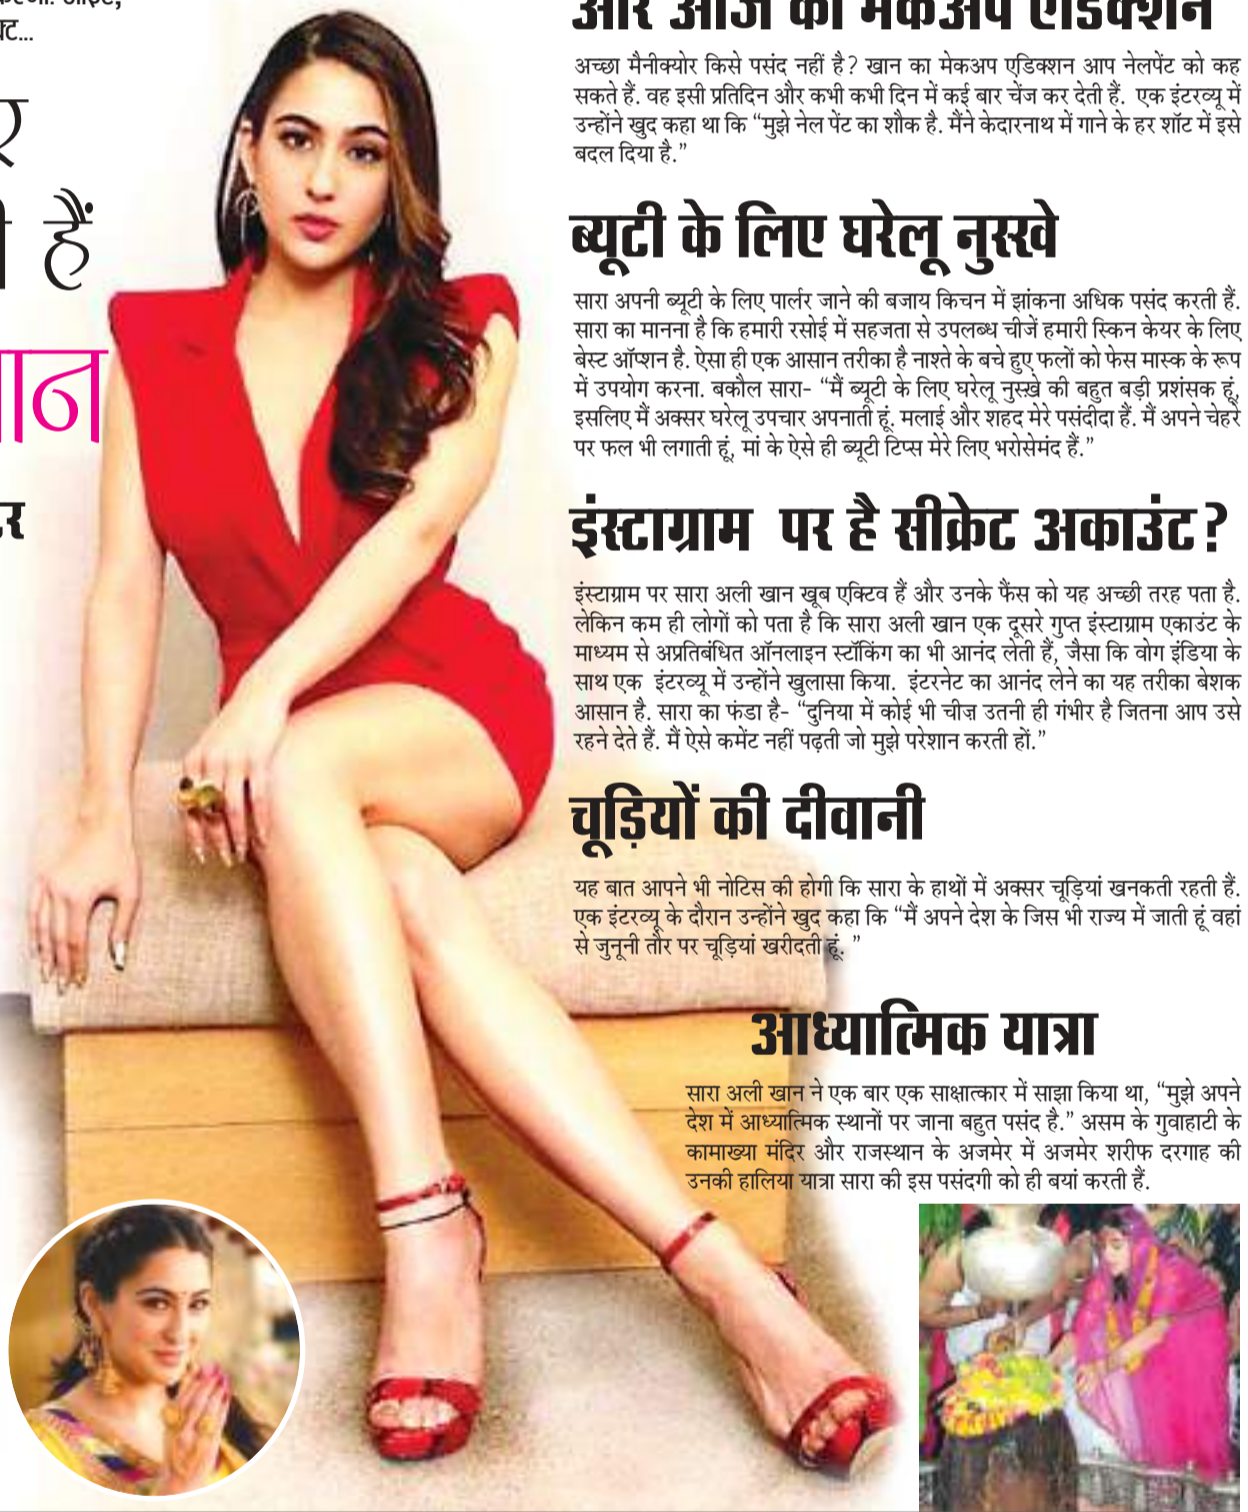 ए
ी हैं
ान
और आज का मेकअप एडिक्शन
अच्छा मैनीक्योर किसे पसंद नहीं है? खान का मेकअप एडिक्शन आप नेलपेंट को कह
सकते हैं. वह इसी प्रतिदिन और कभी कभी दिन में कई बार चेंज कर देती हैं. एक इंटरव्यू में
उन्होंने खुद कहा था कि “मुझे नेल पेंट का शौक है. मैंने केदारनाथ में गाने के हर शॉट में इसे
बदल दिया है.”
ब्यूटी के लिए घरेलू नुस्खे
सारा अपनी ब्यूटी के लिए पार्लर जाने की बजाय किचन में झांकना अधिक पसंद करती हैं.
सारा का मानना है कि हमारी रसोई में सहजता से उपलब्ध चीजें हमारी स्किन केयर के लिए
बेस्ट ऑप्शन है. ऐसा ही एक आसान तरीका है नाश्ते के बचे हुए फलों को फेस मास्क के रूप
में उपयोग करना. बकौल सारा- “मैं ब्यूटी के लिए घरेलू नुस्खे की बहुत बड़ी प्रशंसक हूं,
इसलिए मैं अक्सर घरेलू उपचार अपनाती हूं. मलाई और शहद मेरे पसंदीदा हैं. मैं अपने चेहरे
पर फल भी लगाती हूं, मां के ऐसे ही ब्यूटी टिप्स मेरे लिए भरोसेमंद हैं.”
इंस्टाग्राम पर है सीक्रेट अकाउंट?
इंस्टाग्राम पर सारा अली खान खूब एक्टिव हैं और उनके फैंस को यह अच्छी तरह पता है.
लेकिन कम ही लोगों को पता है कि सारा अली खान एक दूसरे गुप्त इंस्टाग्राम एकाउंट के
माध्यम से अप्रतिबंधित ऑनलाइन स्टॉकिंग का भी आनंद लेती हैं, जैसा कि वोग इंडिया के
साथ एक इंटरव्यू में उन्होंने खुलासा किया. इंटरनेट का आनंद लेने का यह तरीका बेशक
आसान है. सारा का फंडा है- “दुनिया में कोई भी चीज़ उतनी ही गंभीर है जितना आप उसे
रहने देते हैं. मैं ऐसे कमेंट नहीं पढ़ती जो मुझे परेशान करती हों.”
चूड़ियों की दीवानी
यह बात आपने भी नोटिस की होगी कि सारा के हाथों में अक्सर चूड़ियां खनकती रहती हैं.
एक इंटरव्यू के दौरान उन्होंने खुद कहा कि “मैं अपने देश के जिस भी राज्य में जाती हूं वहां
से जुनूनी तौर पर चूड़ियां खरीदती हूं. ”
आध्यात्मिक यात्रा
सारा अली खान ने एक बार एक साक्षात्कार में साझा किया था, “मुझे अपने
देश में आध्यात्मिक स्थानों पर जाना बहुत पसंद है.” असम के गुवाहाटी के
कामाख्या मंदिर और राजस्थान के अजमेर में अजमेर शरीफ दरगाह की
उनकी हालिया यात्रा सारा की इस पसंदगी को ही बयां करती हैं.